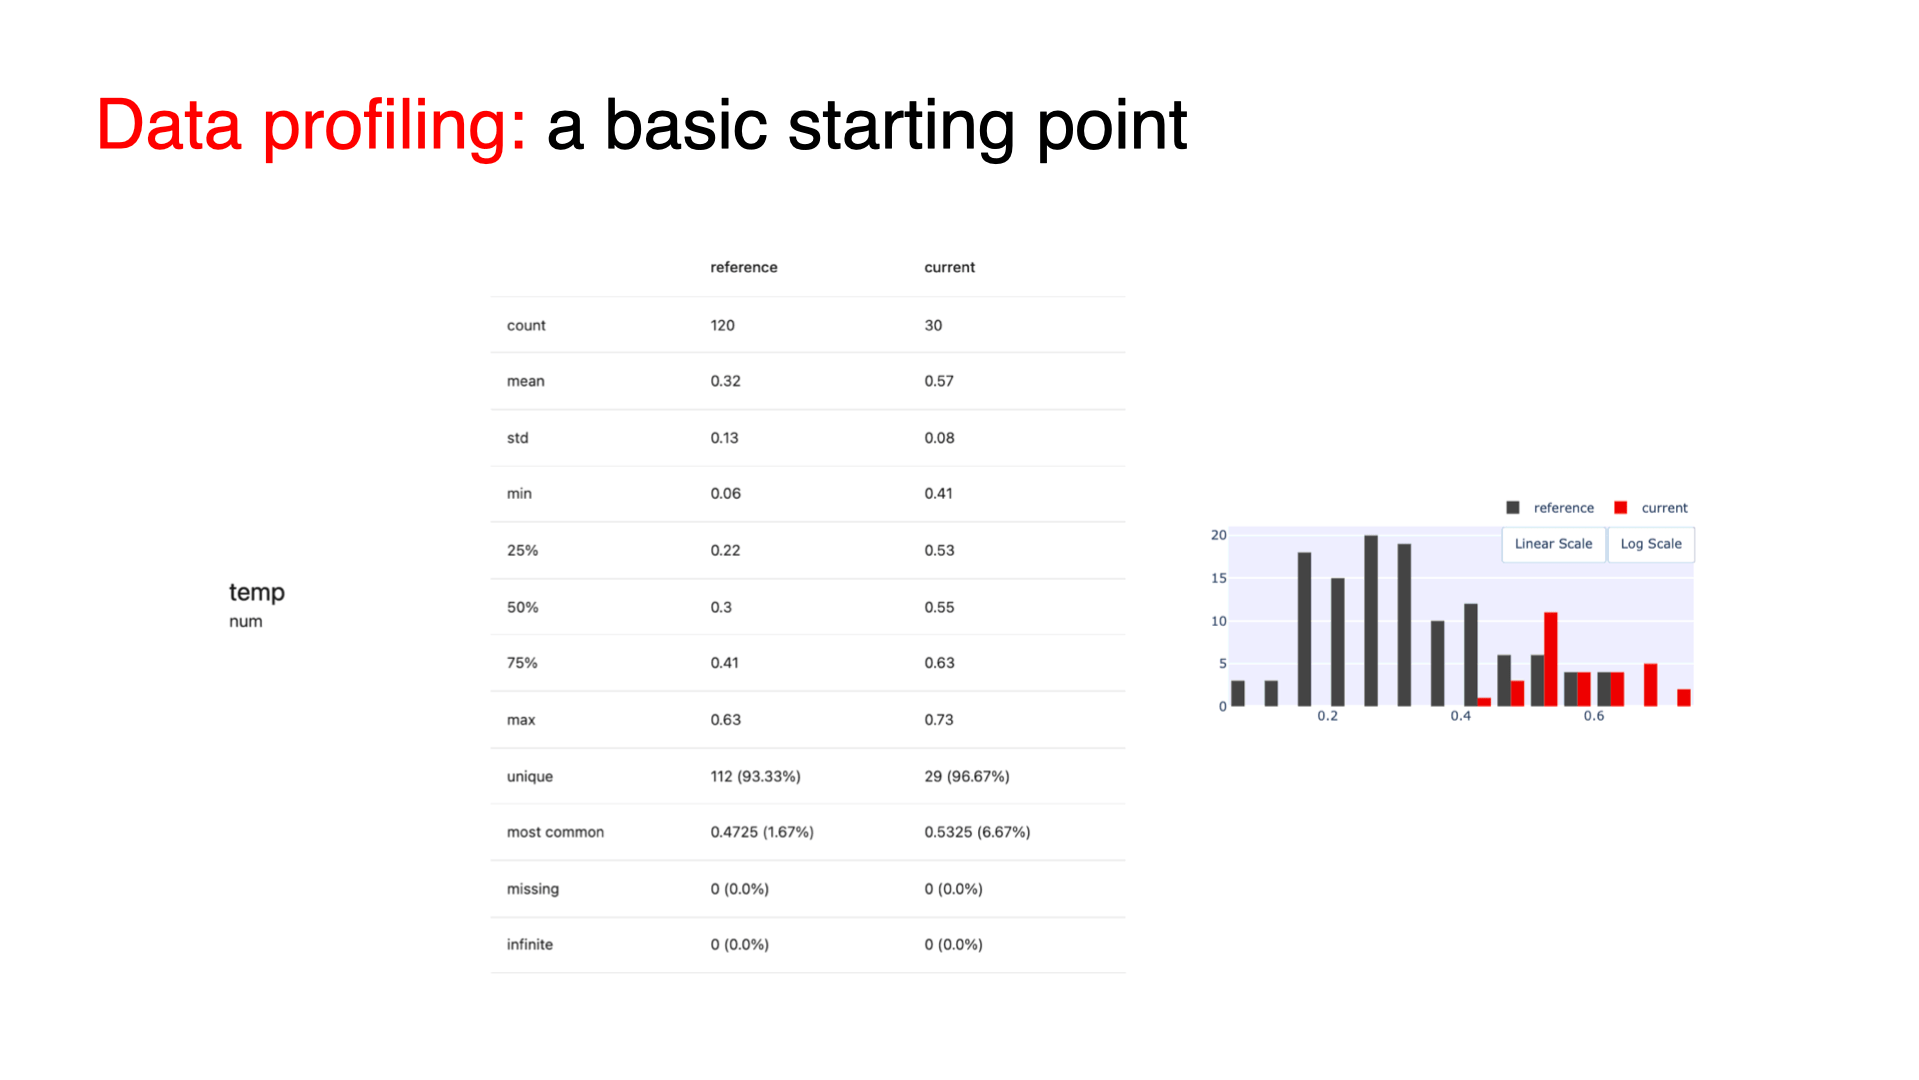 Data profiling: a basic starting point
reference current
count 120 30
mean 0.32 0.57
std 0.13 0.08
min 0.06 0.41
25% 0.22 0.53
50% 0.3 0.55
75% 0.41 0.63
max 0.63 0.73
unique 112 (93.33%) 29 (96.67%)
most common 0.4725 (1.67%) 0.5325 (6.67%)
missing 0 (0.0%) 0 (0.0%)
infinite 0 (0.0%) 0 (0.0%)
temp
num
reference current
Linear Scale Log Scale
20
15
10
5
0
0.2 0.4 0.6